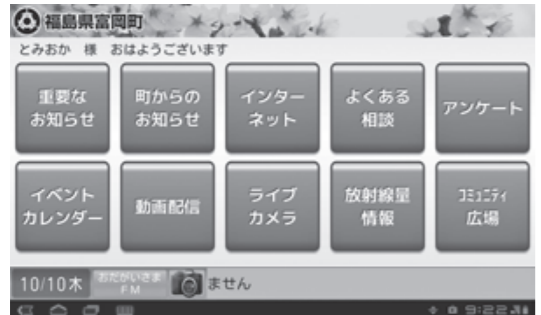 福島県富岡町
とみおか 様 おはようございます
重要な
お知らせ
町からの
お知らせ
インター
ネット
よくある
相談
アンケート
イベント
カレンダー
動画配信
ライブ
カメラ
放射線量
情報
コミュニティ
広場
10/10木
おだがいさま
FM
ません
9:22